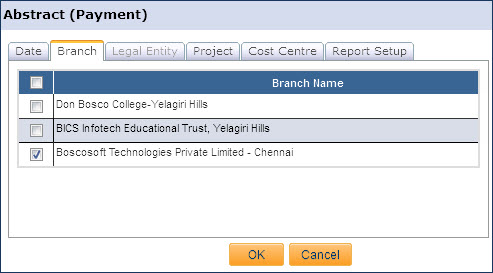 Abstract (Payment)
Date Branch Legal Entity Project Cost Centre Report Setup
Branch Name
Don Bosco College-Yelagiri Hills
BICS Infotech Educational Trust, Yelagiri Hills
Boscosoft Technologies Private Limited - Chennai
OK Cancel